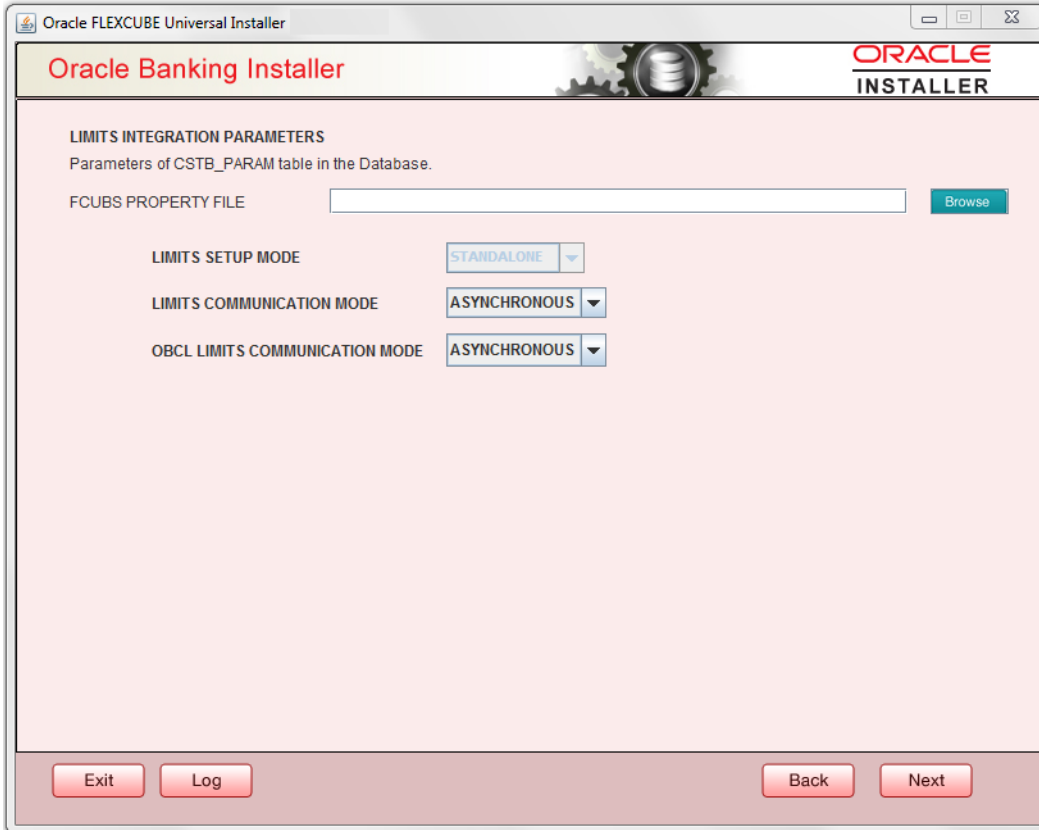 Oracle FLEXCUBE Universal Installer
Oracle Banking Installer
ORACLE
INSTALLER
LIMITS INTEGRATION PARAMETERS
Parameters of CSTB_PARAM table in the Database.
FCUBS PROPERTY FILE
Browse
LIMITS SETUP MODE
STANDALONE
LIMITS COMMUNICATION MODE
ASYNCHRONOUS
OBCL LIMITS COMMUNICATION MODE
ASYNCHRONOUS
Exit
Log
Back
Next